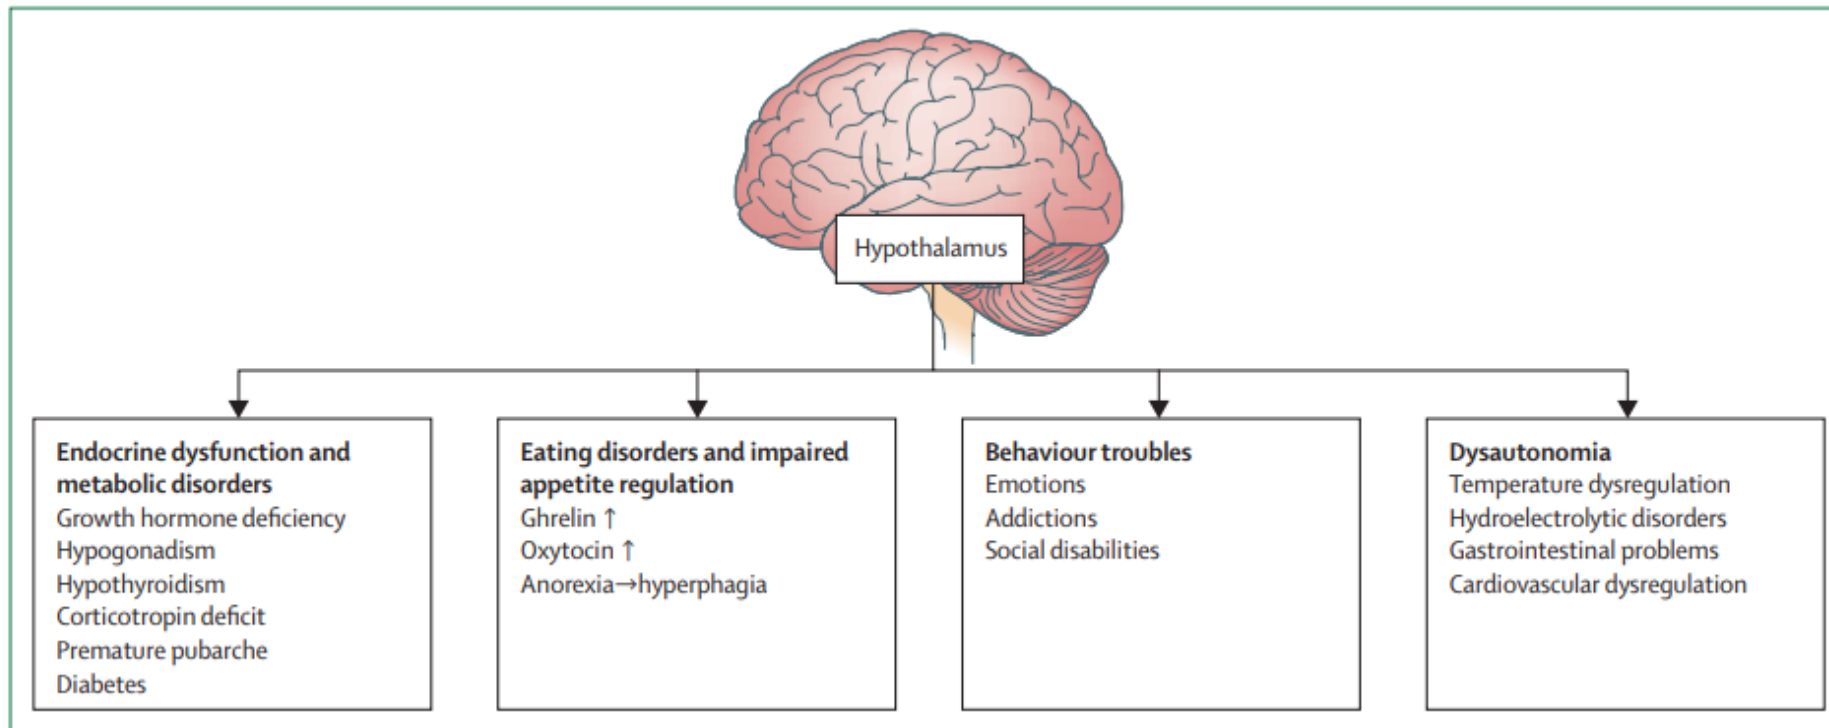 Hypothalamus
Endocrine dysfunction and
metabolic disorders
Growth hormone deficiency
Hypogonadism
Hypothyroidism
Corticotropin deficit
Premature pubarche
Diabetes
Eating disorders and impaired
appetite regulation
Ghrelin ↑
Oxytocin ↑
Anorexia→hyperphagia
Behaviour troubles
Emotions
Addictions
Social disabilities
Dysautonomia
Temperature dysregulation
Hydroelectrolytic disorders
Gastrointestinal problems
Cardiovascular dysregulation